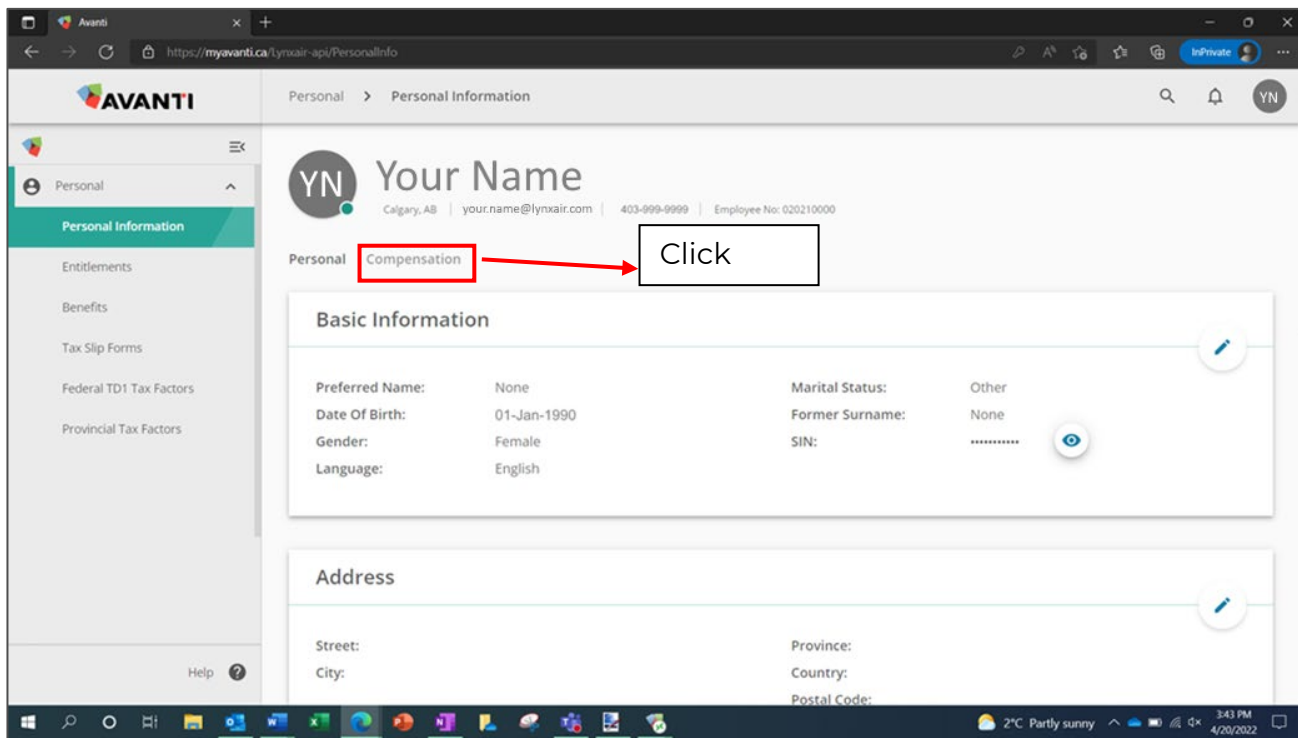 Avanti
https://myavanti.ca/Lynxair-api/PersonalInfo
InPrivate
AVANTI
Personal > Personal Information
YN
Personal
Personal Information
Entitlements
Benefits
Tax Slip Forms
Federal TD1 Tax Factors
Provincial Tax Factors
Help
YN
Your Name
Calgary, AB | your.name@lynxair.com | 403-999-9999 | Employee No: 020210000
Personal Compensation
Click
Basic Information
Preferred Name: None
Marital Status: Other
Date Of Birth: 01-Jan-1990
Former Surname: None
Gender: Female
SIN: •••••••••••
Language: English
Address
Street:
Province:
City:
Country:
Postal Code:
2°C Partly sunny
3:43 PM
4/20/2022